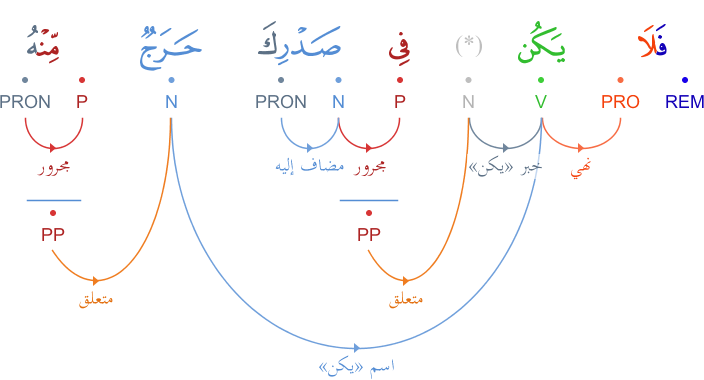 فَلَا يَكُن (*) فِى صَدْرِكَ حَرَجٌ مِّنْهُ
REM PRO V N P N PRON N P PRON
نهي خبر «يكن» مجرور مضاف إليه مجرور
PP PP
متعلق متعلق
اسم «يكن»